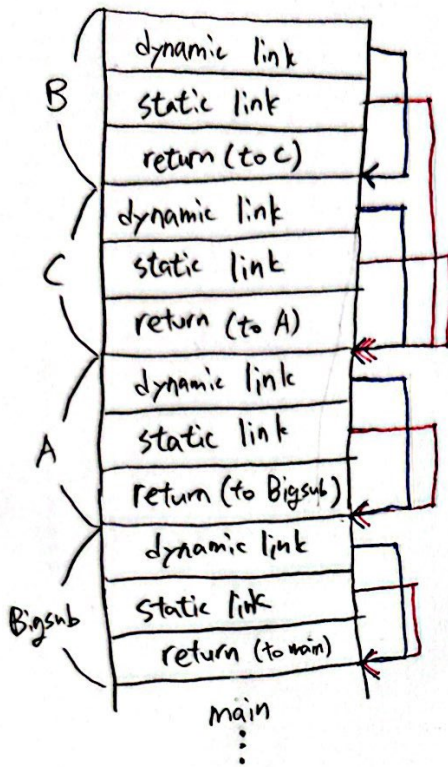 dynamic link
B
static link
return (to C)
dynamic link
C
static link
return (to A)
dynamic link
A
static link
return (to Bigsub)
dynamic link
Bigsub
static link
return (to main)
main